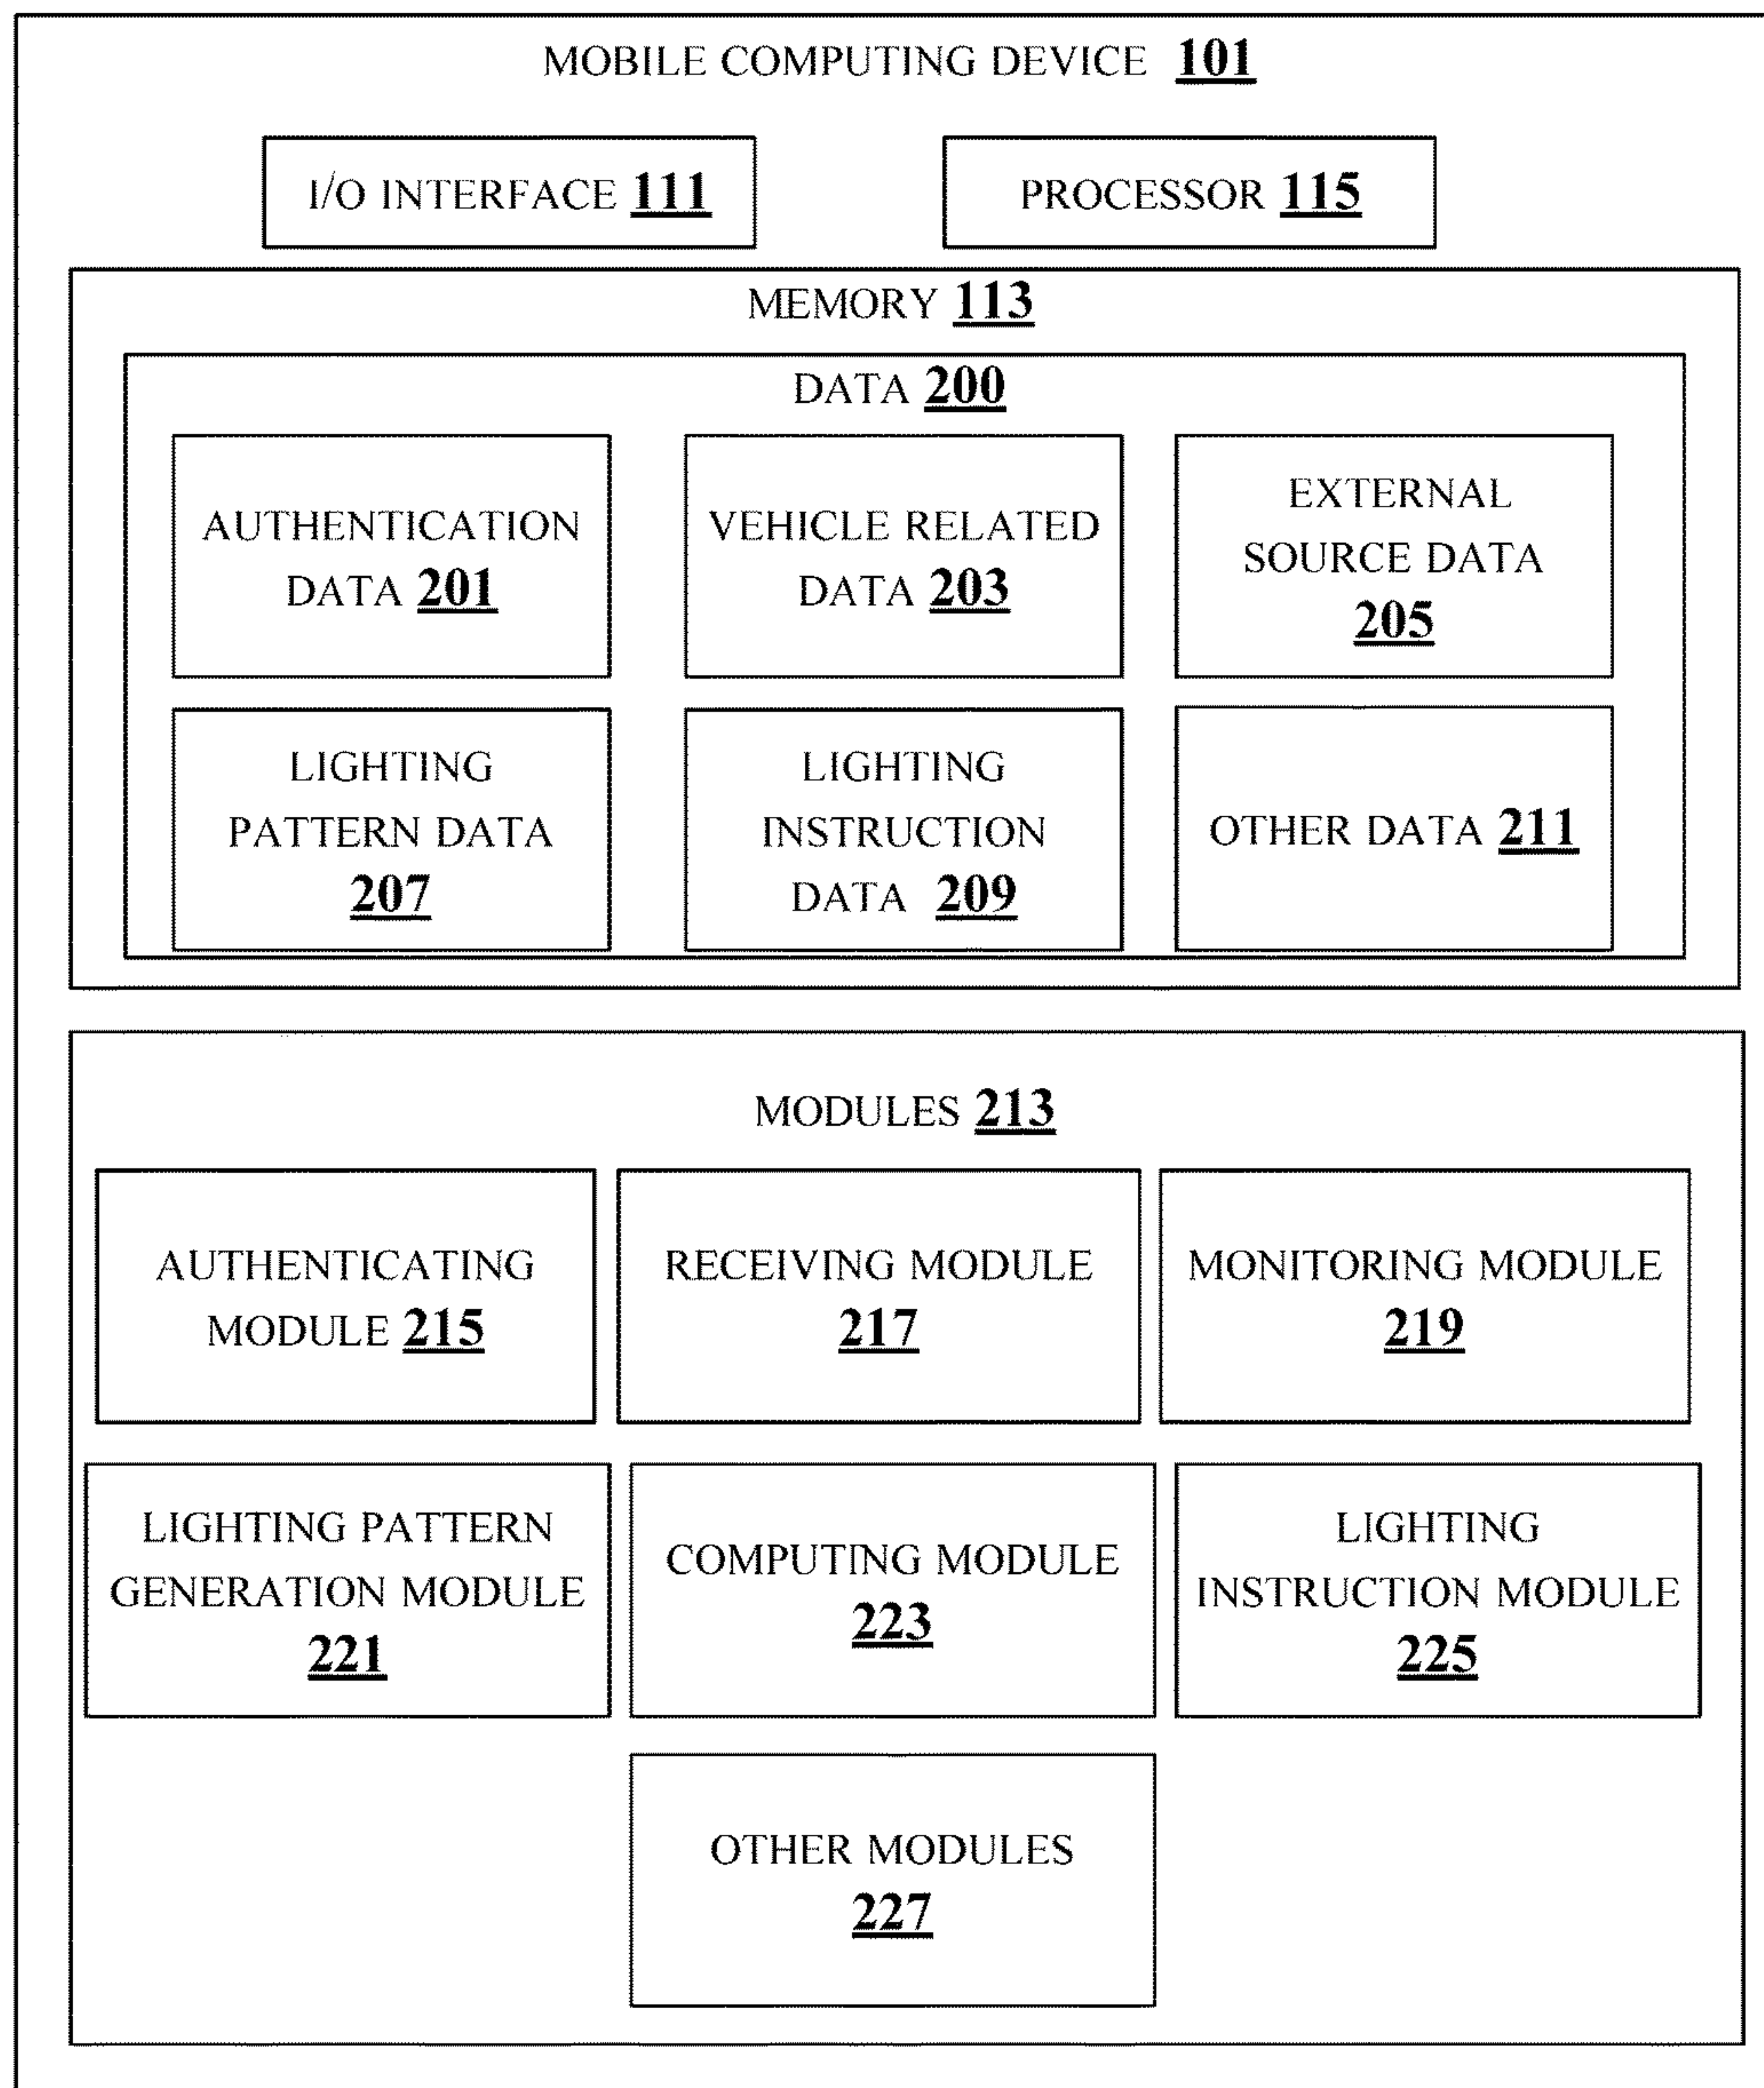 MOBILE COMPUTING DEVICE 101
I/O INTERFACE 111
PROCESSOR 115
MEMORY 113
DATA 200
AUTHENTICATION
DATA 201
VEHICLE RELATED
DATA 203
EXTERNAL
SOURCE DATA
205
LIGHTING
PATTERN DATA
207
LIGHTING
INSTRUCTION
DATA 209
OTHER DATA 211
MODULES 213
AUTHENTICATING
MODULE 215
RECEIVING MODULE
217
MONITORING MODULE
219
LIGHTING PATTERN
GENERATION MODULE
221
COMPUTING MODULE
223
LIGHTING
INSTRUCTION MODULE
225
OTHER MODULES
227